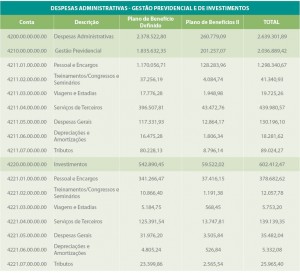 DESPESAS ADMINISTRATIVAS - GESTÃO PREVIDENCIAL E DE INVESTIMENTOS
Conta Descrição Plano de Benefício Definido Plano de Benefícios II TOTAL
4200.00.00.00.00 Despesas Administrativas 2.378.522,80 260.779,09 2.639.301,89
4210.00.00.00.00 Gestão Previdencial 1.835.632,35 201.257,07 2.036.889,42
4211.01.00.00.00 Pessoal e Encargos 1.170.056,71 128.283,96 1.298.340,67
4211.02.00.00.00 Treinamentos/Congressos e Seminários 37.256,19 4.084,74 41.340,93
4211.03.00.00.00 Viagens e Estadias 17.776,28 1.948,98 19.725,26
4211.04.00.00.00 Serviços de Terceiros 396.507,81 43.472,76 439.980,57
4211.05.00.00.00 Despesas Gerais 117.331,93 12.864,17 130.196,10
4211.06.00.00.00 Depreciações e Amortizações 16.475,28 1.806,34 18.281,62
4211.07.00.00.00 Tributos 80.228,13 8.796,14 89.024,27
4220.00.00.00.00 Investimentos 542.890,45 59.522,02 602.412,47
4221.01.00.00.00 Pessoal e Encargos 341.266,47 37.416,15 378.682,62
4221.02.00.00.00 Treinamentos/Congressos e Seminários 10.866,40 1.191,38 12.057,78
4221.03.00.00.00 Viagens e Estadias 5.184,75 568,45 5.753,20
4221.04.00.00.00 Serviços de Terceiros 125.391,54 13.747,81 139.139,35
4221.05.00.00.00 Despesas Gerais 31.976,20 3.505,84 35.482,04
4221.06.00.00.00 Depreciações e Amortizações 4.805,24 526,84 5.332,08
4221.07.00.00.00 Tributos 23.399,86 2.565,54 25.965,40